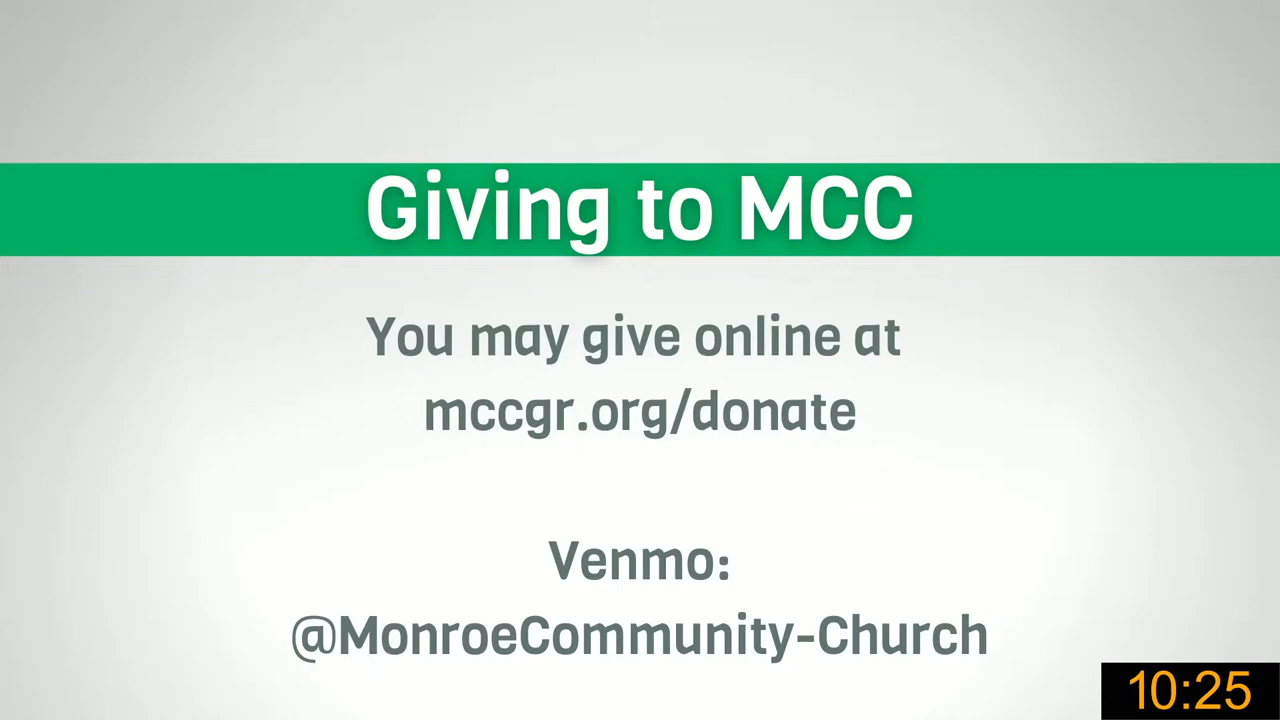 Giving to MCC
You may give online at
mccgr.org/donate
Venmo:
@MonroeCommunity-Church
10:25